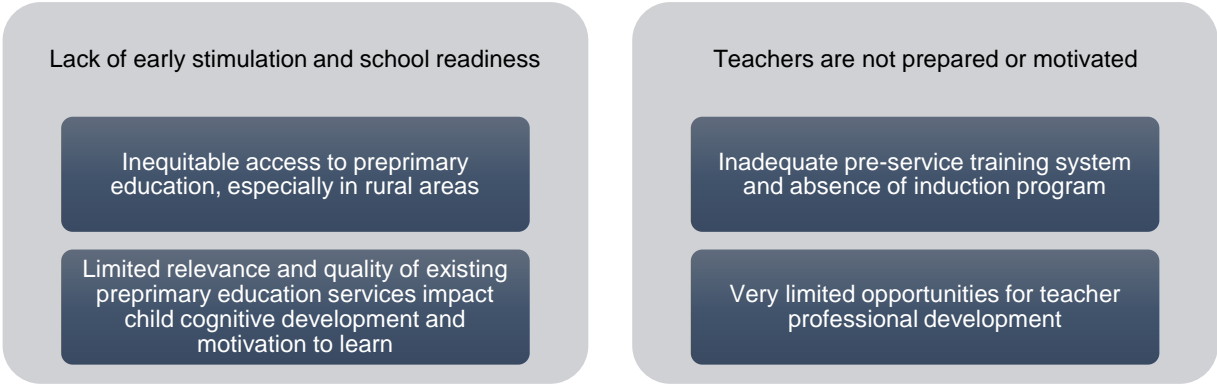 Lack of early stimulation and school readiness
Inequitable access to preprimary
education, especially in rural areas
Limited relevance and quality of existing
preprimary education services impact
child cognitive development and
motivation to learn
Teachers are not prepared or motivated
Inadequate pre-service training system
and absence of induction program
Very limited opportunities for teacher
professional development